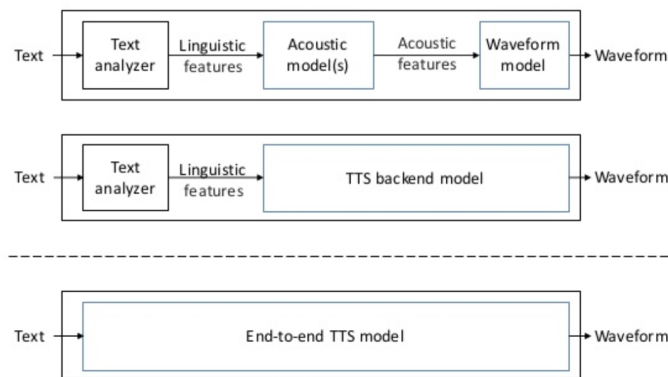 Text
Text
analyzer
Linguistic
features
Acoustic
model(s)
Acoustic
features
Waveform
model
Waveform
Text
Text
analyzer
Linguistic
features
TTS backend model
Waveform
Text
End-to-end TTS model
Waveform